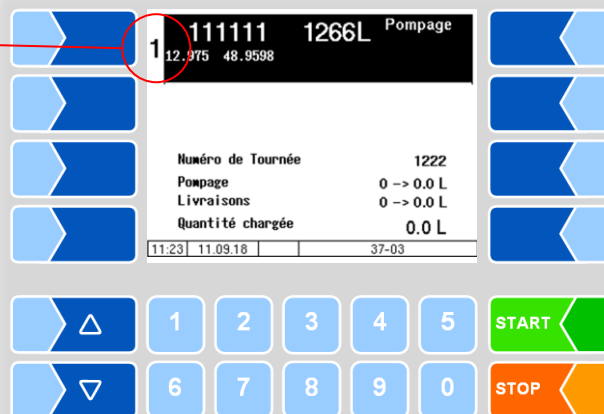 1 111111 1266L Pompage
12.975 48.9598
Numéro de Tournée 1222
Pompage 0 -> 0.0 L
Livraisons 0 -> 0.0 L
Quantité chargée 0.0 L
11:23 11.09.18 37-03
1 2 3 4 5 START
6 7 8 9 0 STOP